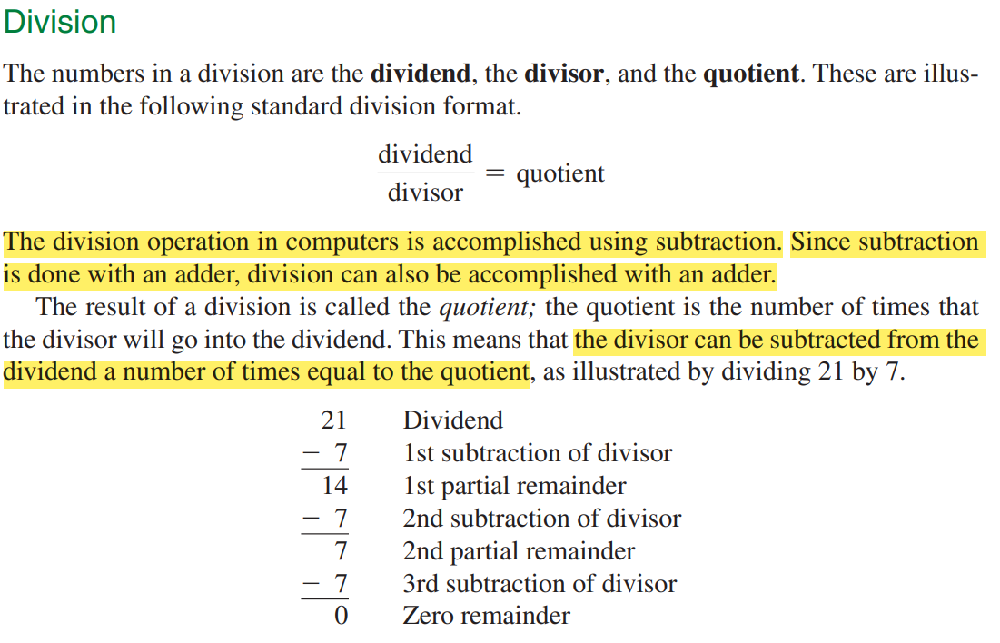 Division
The numbers in a division are the dividend, the divisor, and the quotient. These are illus-
trated in the following standard division format.
dividend
divisor
= quotient
The division operation in computers is accomplished using subtraction. Since subtraction
is done with an adder, division can also be accomplished with an adder.
The result of a division is called the quotient; the quotient is the number of times that
the divisor will go into the dividend. This means that the divisor can be subtracted from the
dividend a number of times equal to the quotient, as illustrated by dividing 21 by 7.
21 Dividend
− 7 1st subtraction of divisor
14 1st partial remainder
− 7 2nd subtraction of divisor
7 2nd partial remainder
− 7 3rd subtraction of divisor
0 Zero remainder